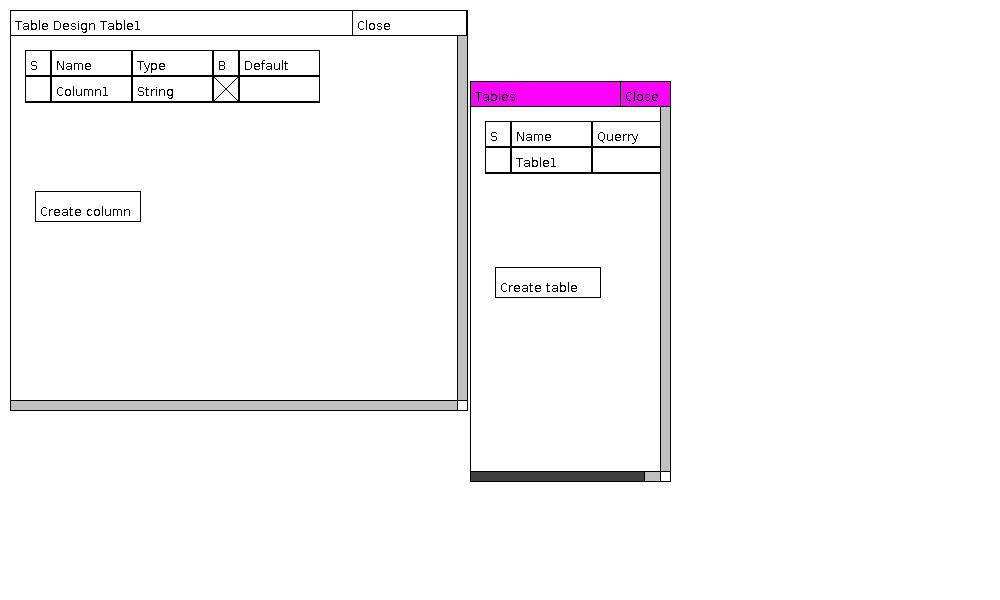 Table Design Table1 Close
S Name Type B Default
Column1 String
Create column
Tables Close
S Name Querry
Table1
Create table